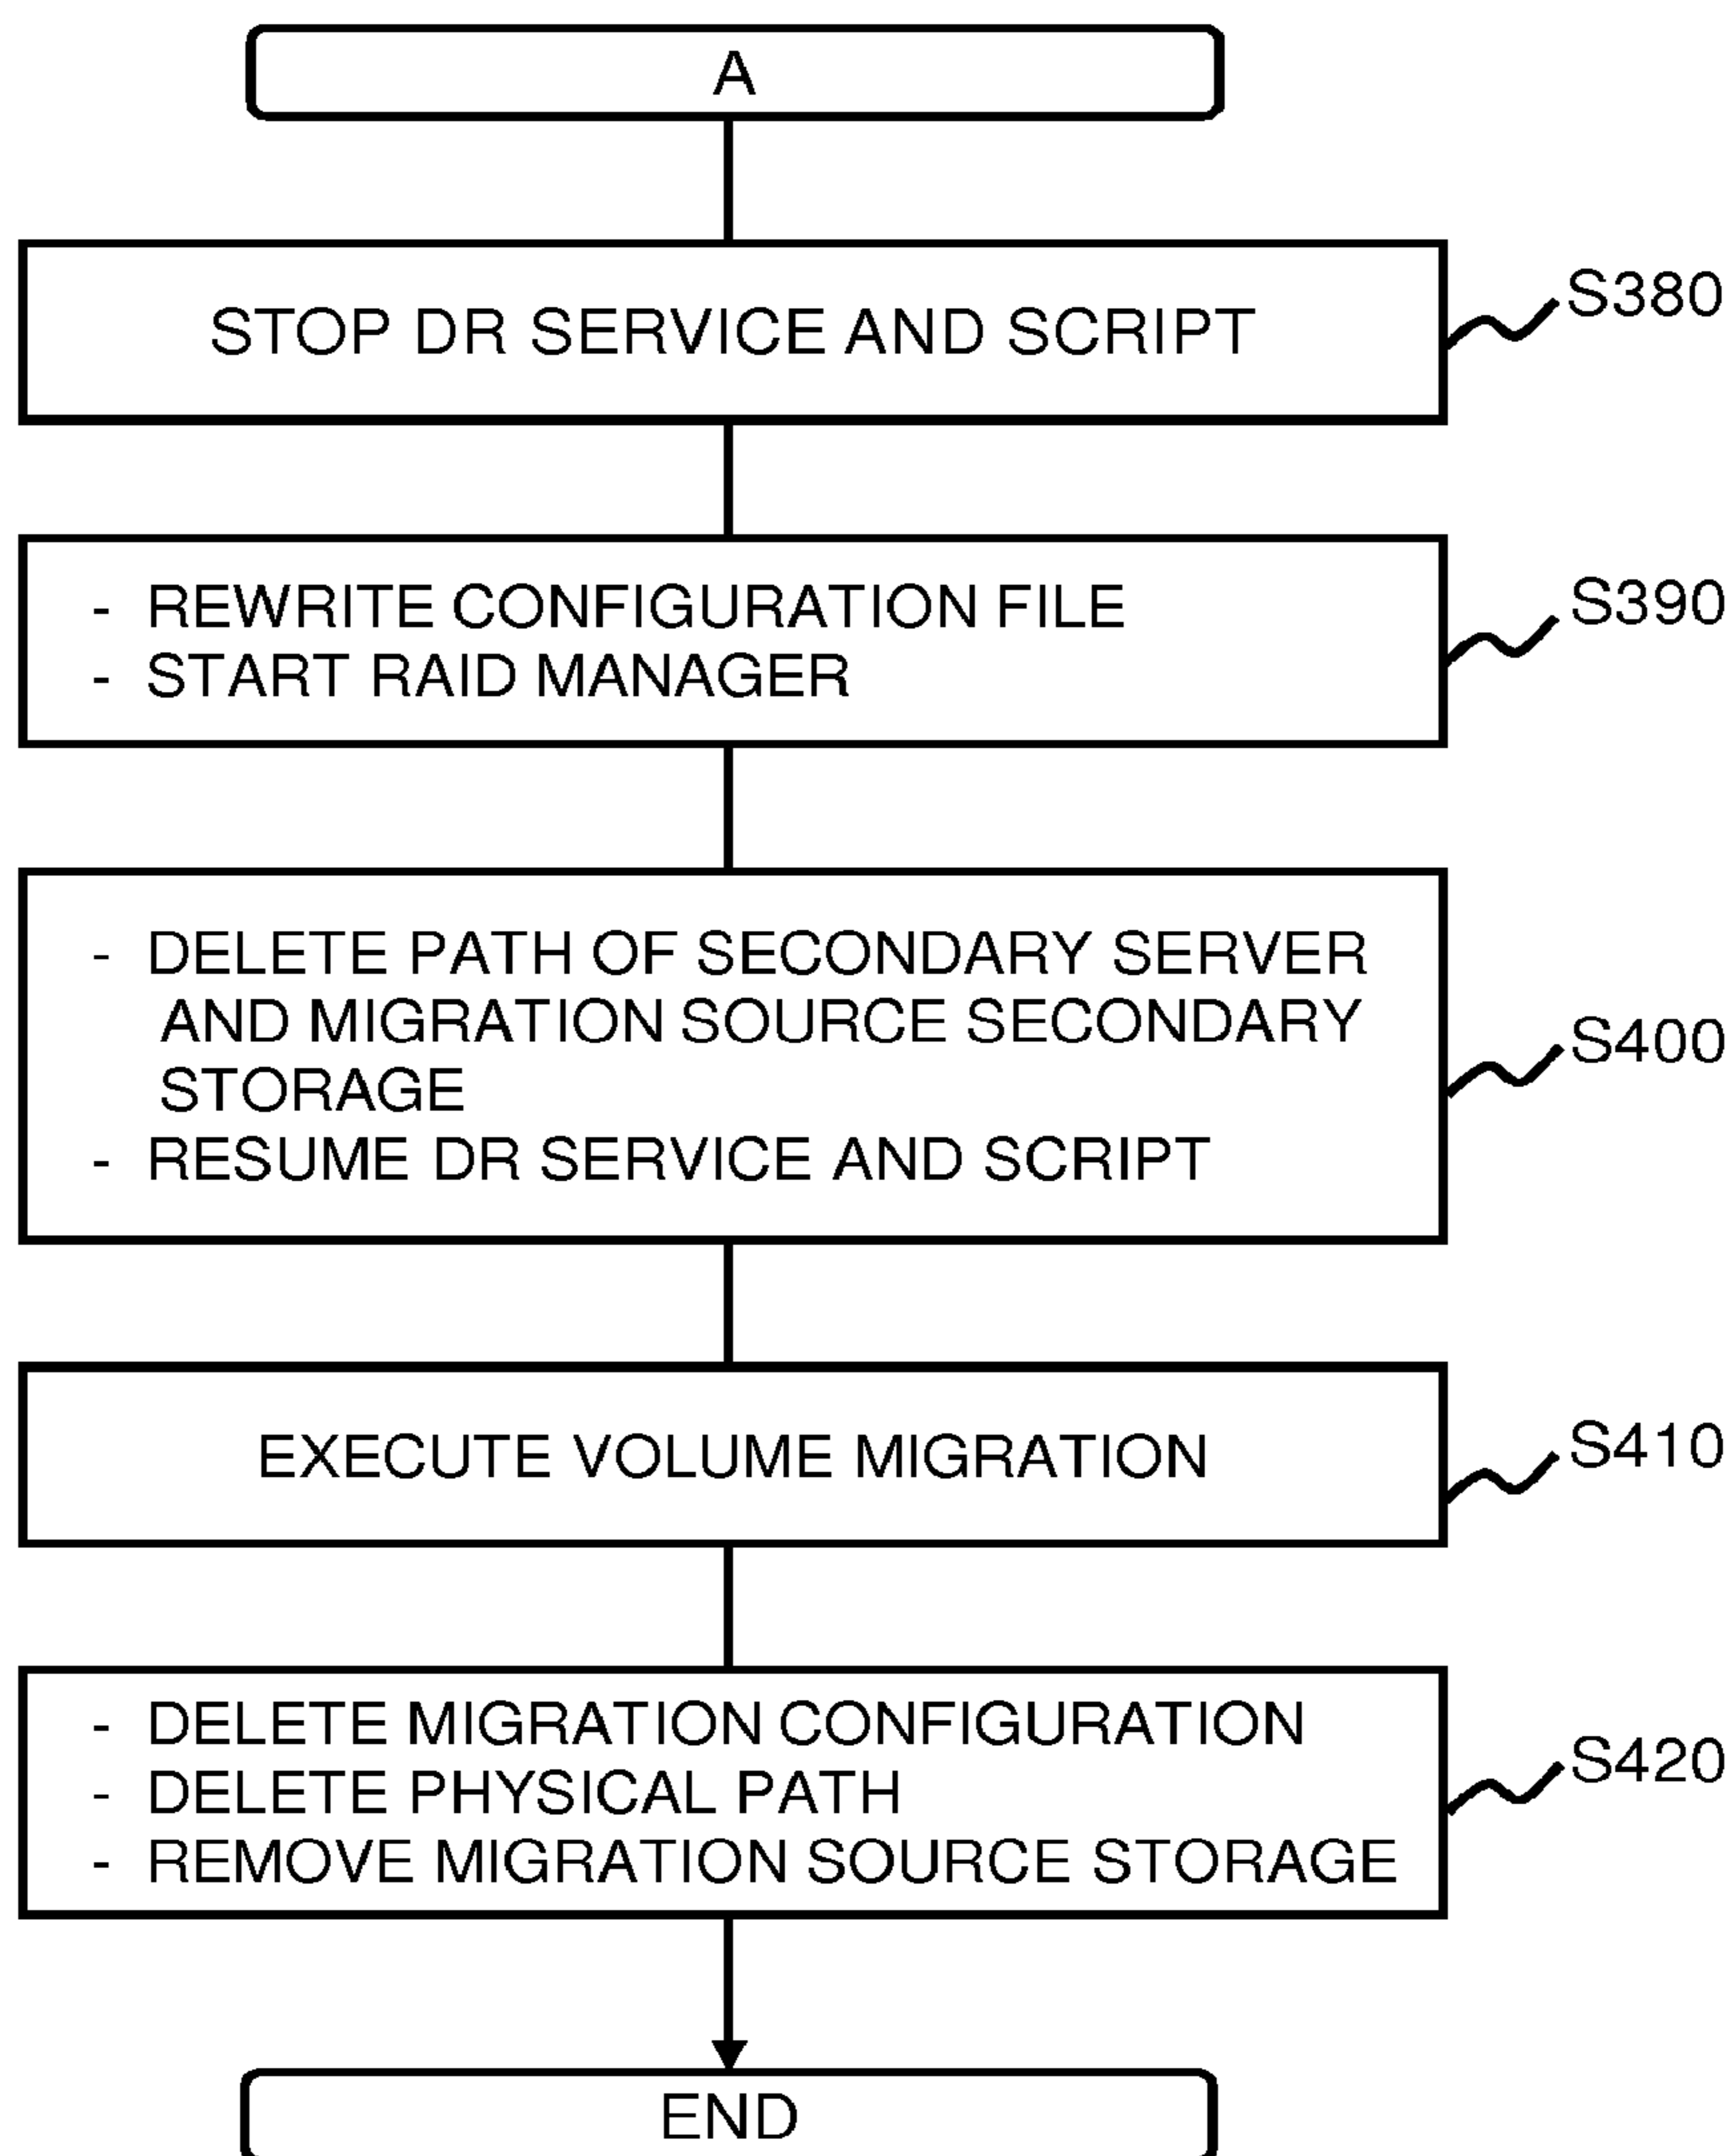 A
STOP DR SERVICE AND SCRIPT
S380
- REWRITE CONFIGURATION FILE
- START RAID MANAGER
S390
- DELETE PATH OF SECONDARY SERVER
AND MIGRATION SOURCE SECONDARY
STORAGE
- RESUME DR SERVICE AND SCRIPT
S400
EXECUTE VOLUME MIGRATION
S410
- DELETE MIGRATION CONFIGURATION
- DELETE PHYSICAL PATH
- REMOVE MIGRATION SOURCE STORAGE
S420
END